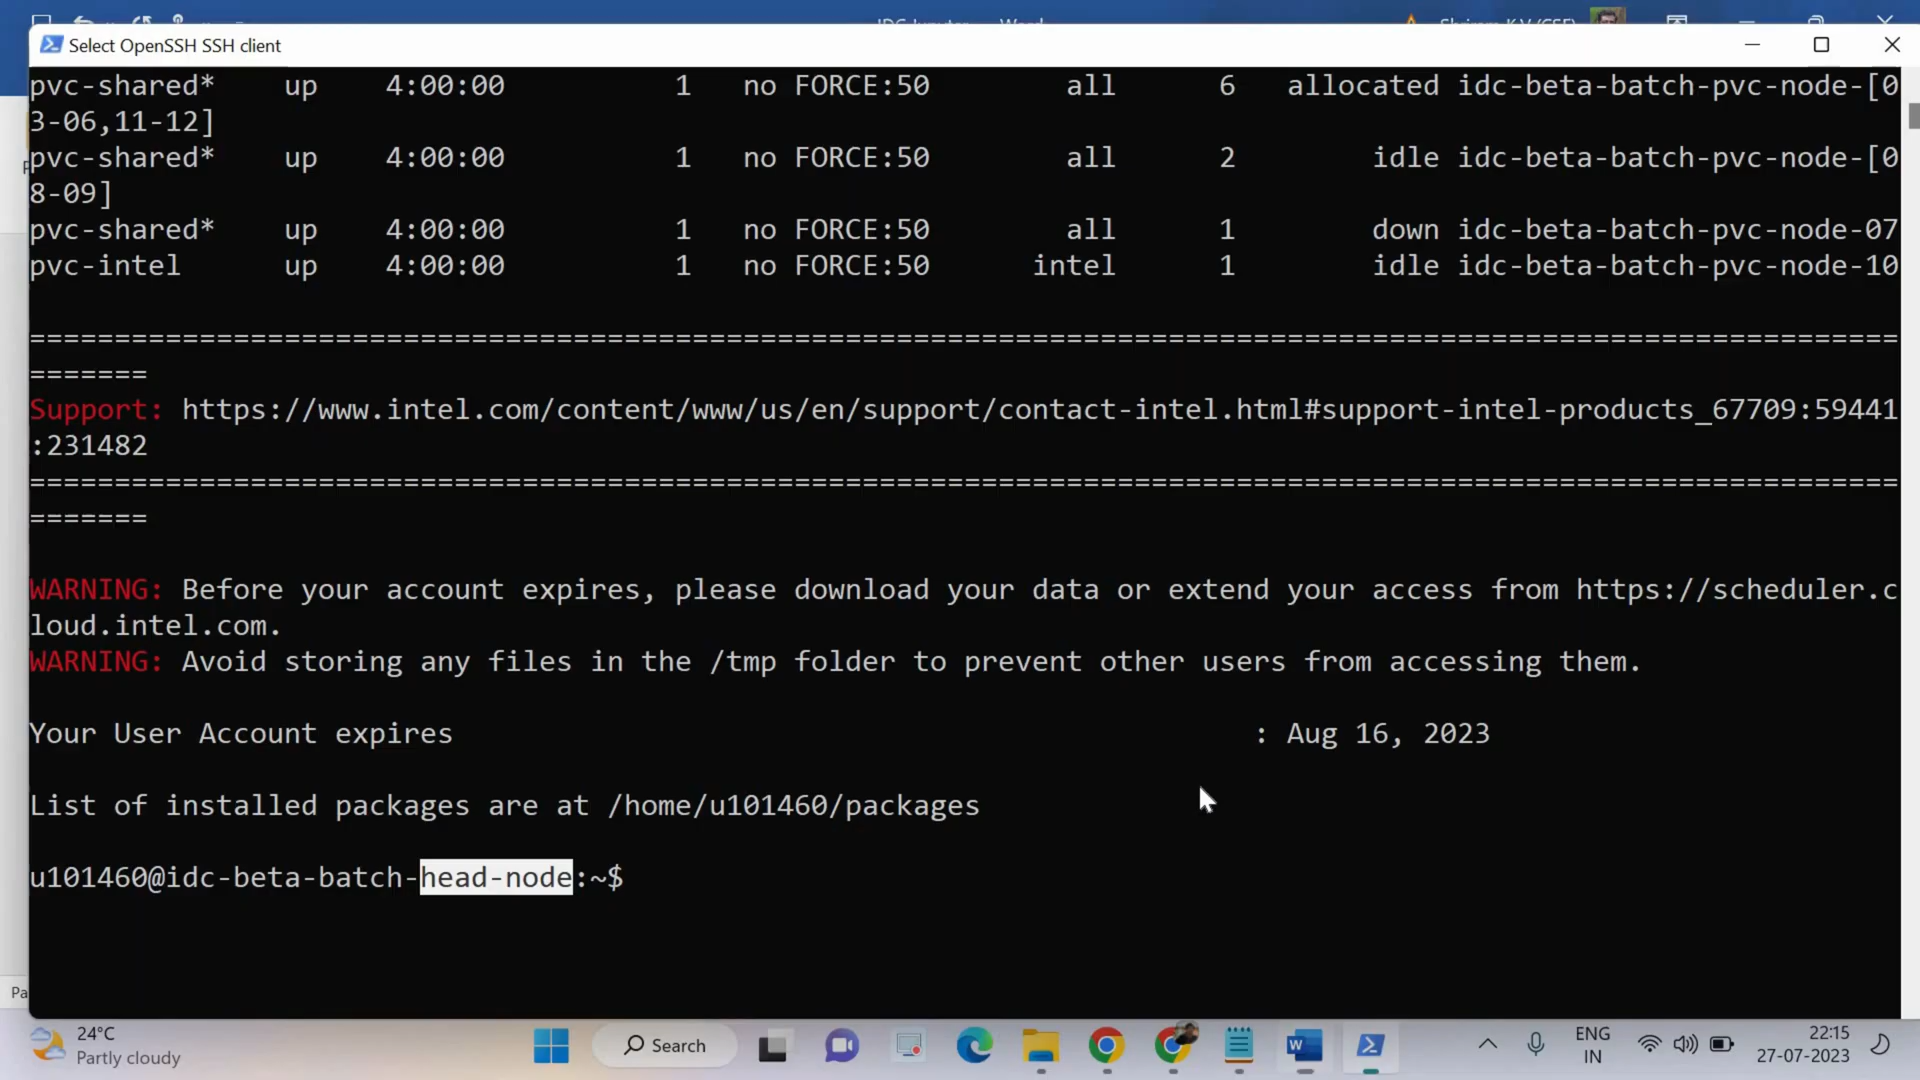 Select OpenSSH SSH client
pvc-shared* up 4:00:00 1 no FORCE:50 all 6 allocated idc-beta-batch-pvc-node-[0
3-06,11-12]
pvc-shared* up 4:00:00 1 no FORCE:50 all 2 idle idc-beta-batch-pvc-node-[0
8-09]
pvc-shared* up 4:00:00 1 no FORCE:50 all 1 down idc-beta-batch-pvc-node-07
pvc-intel up 4:00:00 1 no FORCE:50 intel 1 idle idc-beta-batch-pvc-node-10
==============================================================================================================
=======
Support: https://www.intel.com/content/www/us/en/support/contact-intel.html#support-intel-products_67709:59441
:231482
==============================================================================================================
=======
WARNING: Before your account expires, please download your data or extend your access from https://scheduler.c
loud.intel.com.
WARNING: Avoid storing any files in the /tmp folder to prevent other users from accessing them.
Your User Account expires : Aug 16, 2023
List of installed packages are at /home/u101460/packages
u101460@idc-beta-batch-head-node:~$
Pa
24°C
Partly cloudy
Search
ENG
IN
22:15
27-07-2023